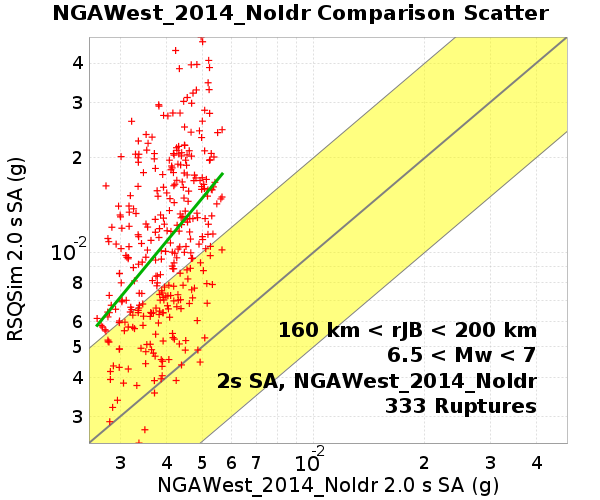 NGAWest_2014_NoIdr Comparison Scatter
RSQSim 2.0 s SA (g)
4
3
2
10-2
8
6
5
4
3
160 km < rJB < 200 km
6.5 < Mw < 7
2s SA, NGAWest_2014_NoIdr
333 Ruptures
3 4 5 6 7 10-2 2 3 4
NGAWest_2014_NoIdr 2.0 s SA (g)